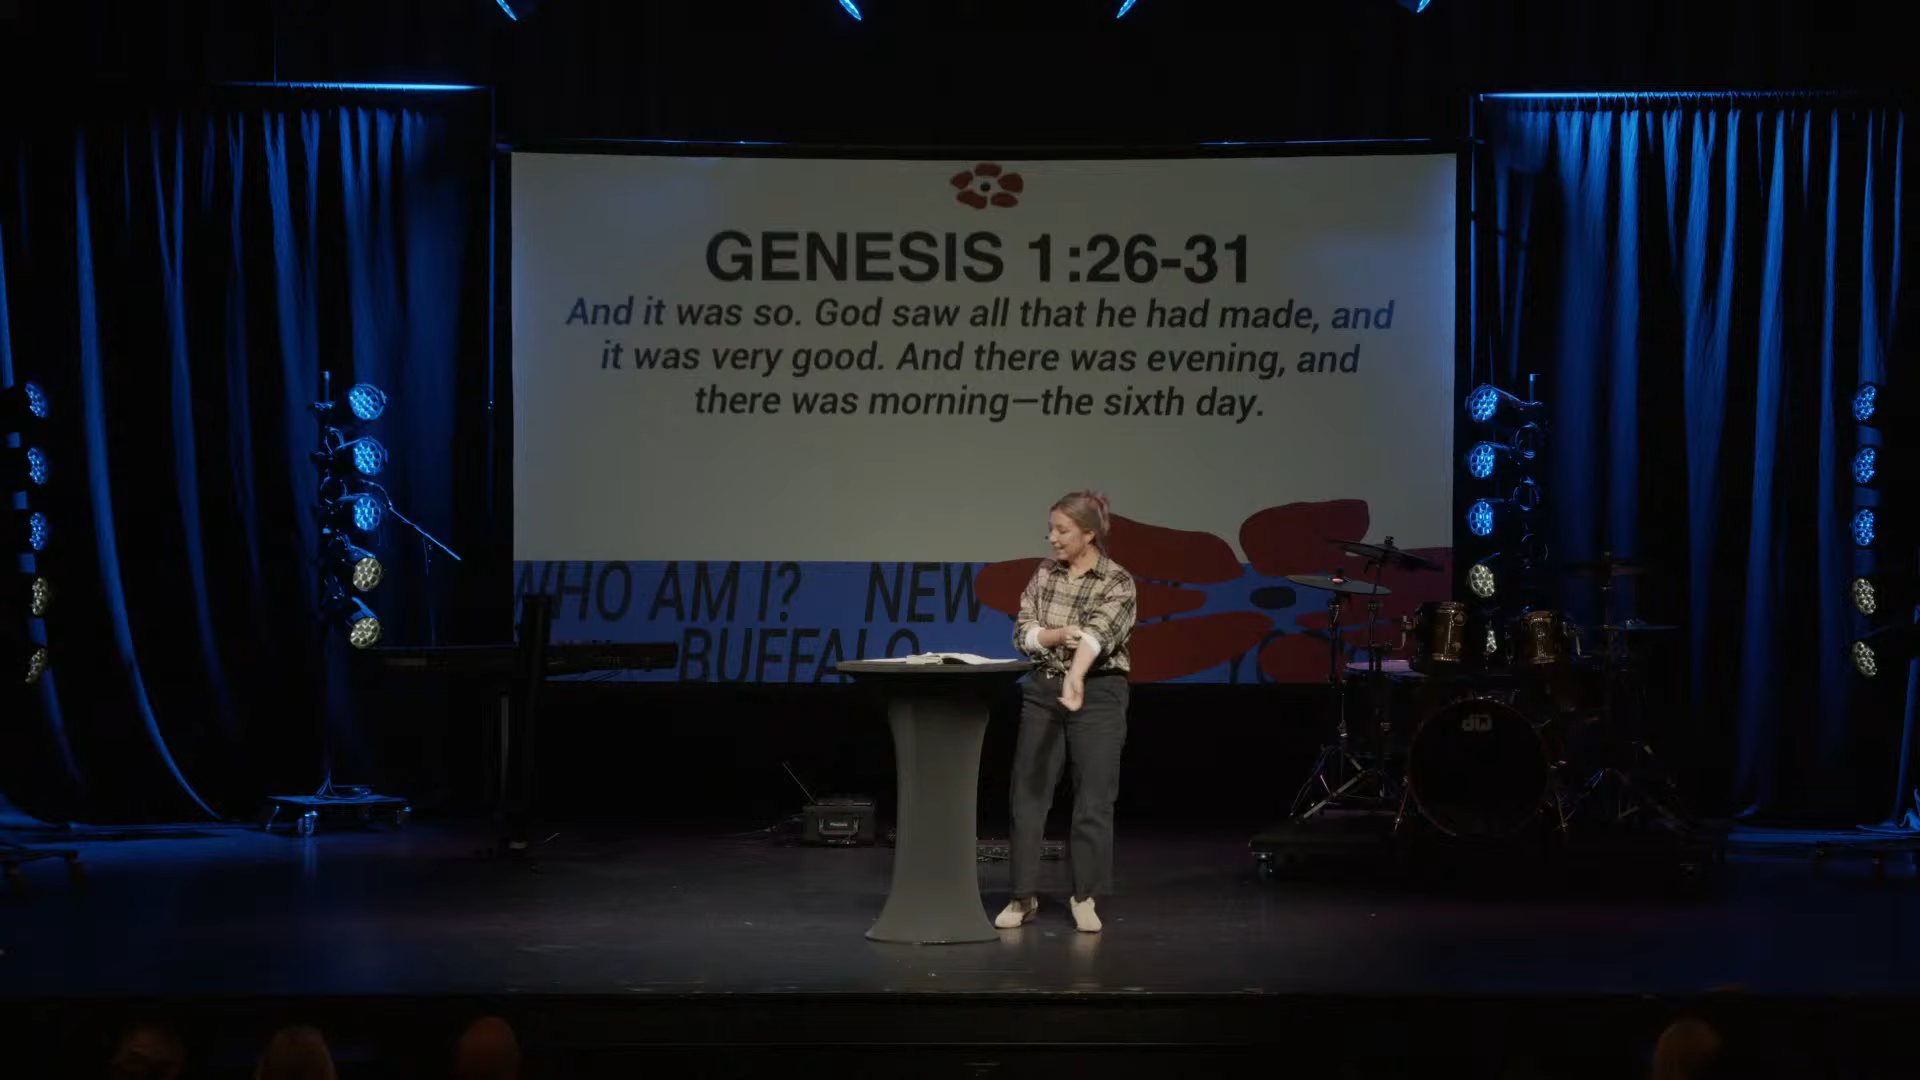 GENESIS 1:26-31
And it was so. God saw all that he had made, and
it was very good. And there was evening, and
there was morning—the sixth day.
WHO AM I? NEW
BUFFALO
dw